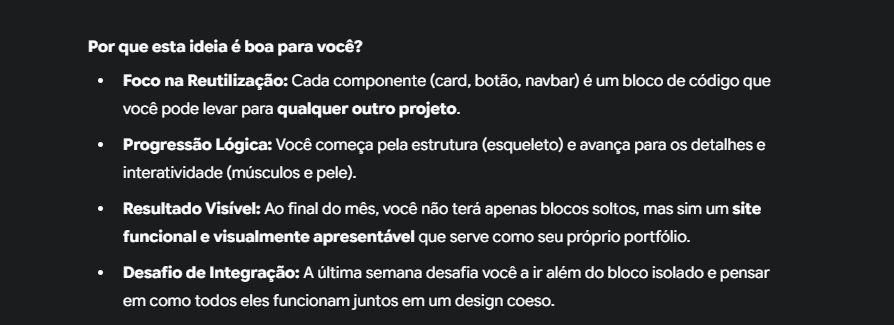 Por que esta ideia é boa para você?
• Foco na Reutilização: Cada componente (card, botão, navbar) é um bloco de código que
você pode levar para qualquer outro projeto.
• Progressão Lógica: Você começa pela estrutura (esqueleto) e avança para os detalhes e
interatividade (músculos e pele).
• Resultado Visível: Ao final do mês, você não terá apenas blocos soltos, mas sim um site
funcional e visualmente apresentável que serve como seu próprio portfólio.
• Desafio de Integração: A última semana desafia você a ir além do bloco isolado e pensar
em como todos eles funcionam juntos em um design coeso.